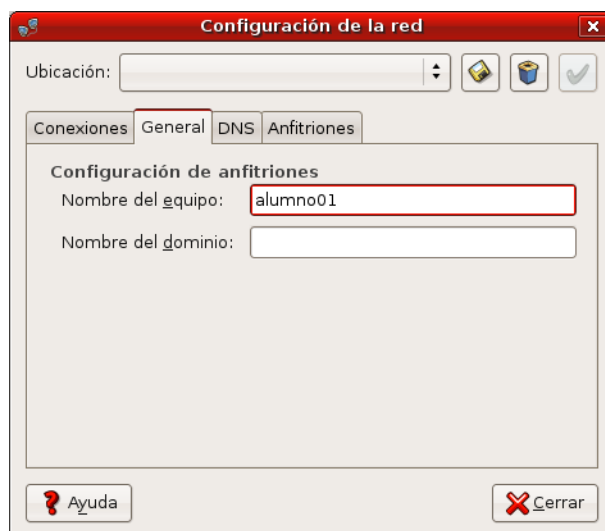 Configuración de la red
Ubicación:
Conexiones General DNS Anfitriones
Configuración de anfitriones
Nombre del equipo: alumno01
Nombre del dominio:
Ayuda Cerrar